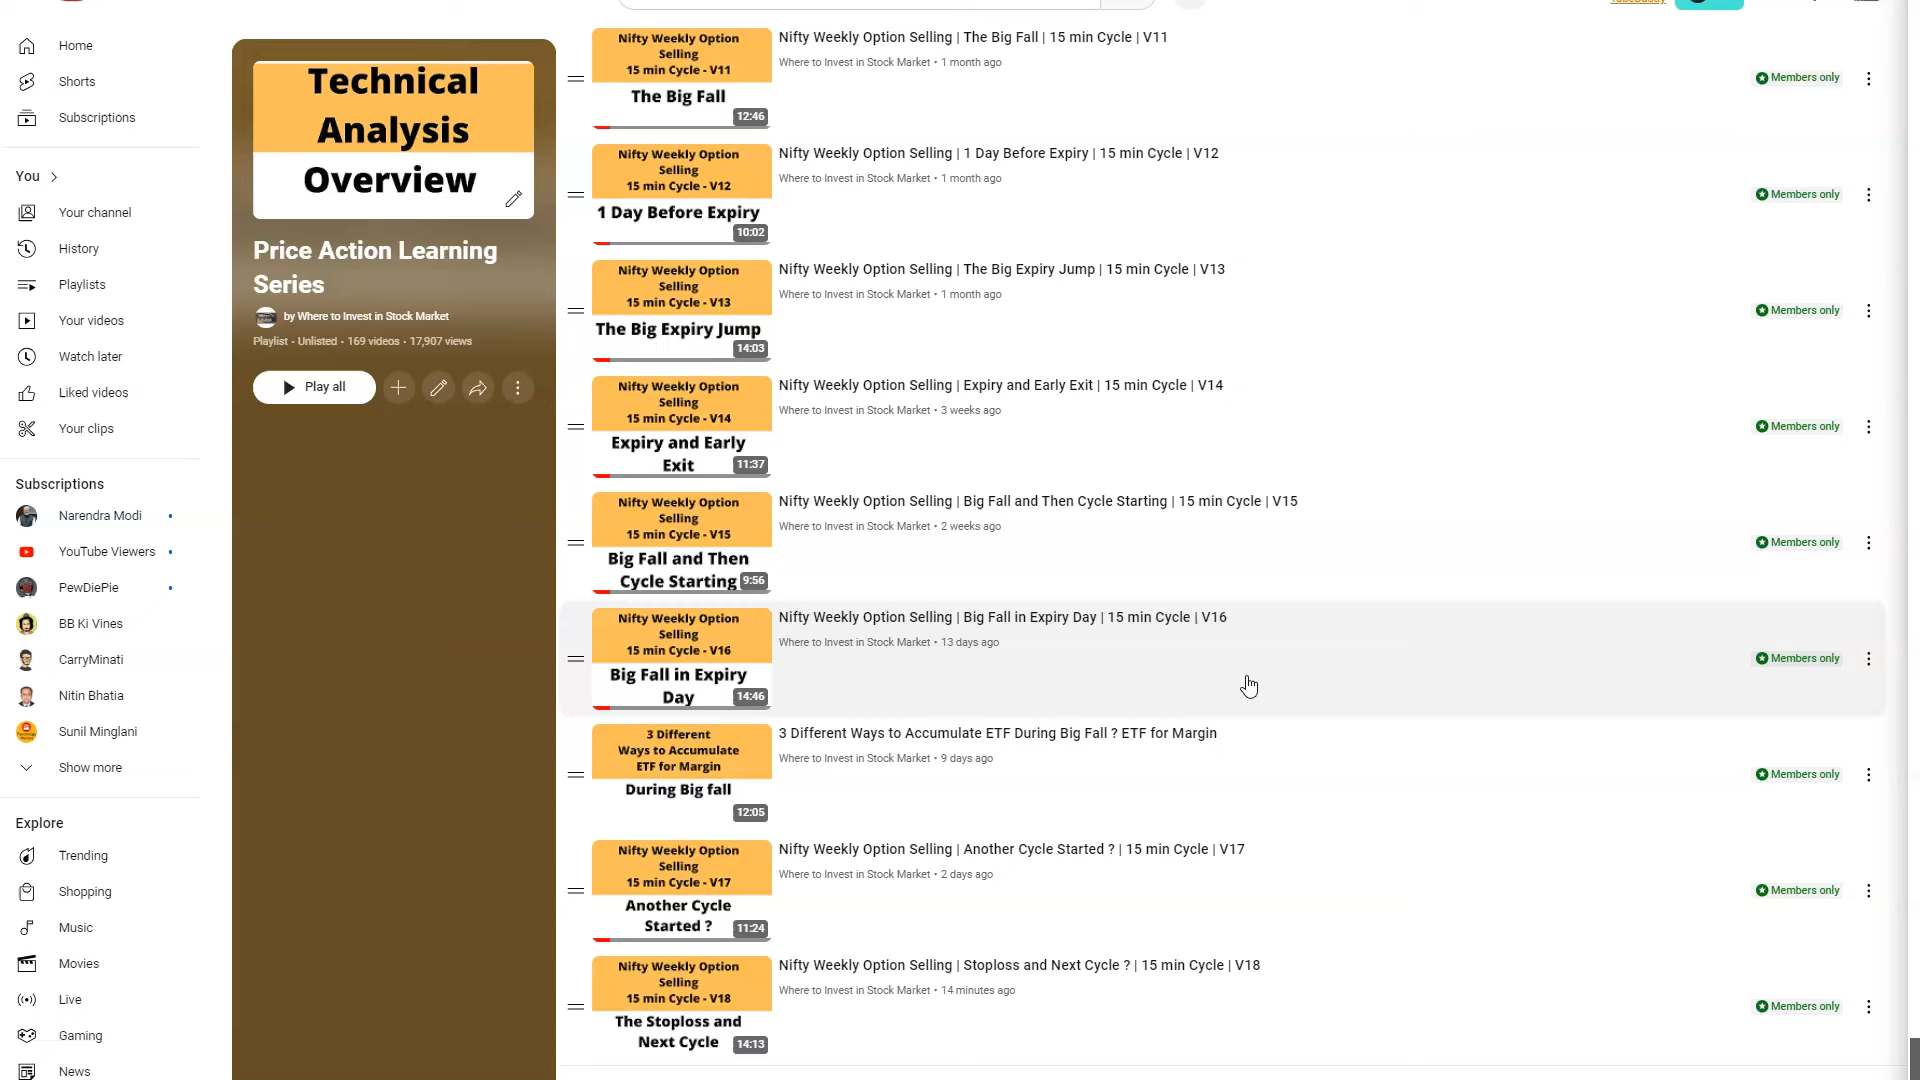 Home
Shorts
Subscriptions
You
Your channel
History
Playlists
Your videos
Watch later
Liked videos
Your clips
Subscriptions
Narendra Modi
YouTube Viewers
PewDiePie
BB Ki Vines
CarryMinati
Nitin Bhatia
Sunil Minglani
Show more
Explore
Trending
Shopping
Music
Movies
Live
Gaming
News
Technical
Analysis
Overview
Price Action Learning
Series
by Where to Invest in Stock Market
Playlist • Unlisted • 169 videos • 17,907 views
Play all
Nifty Weekly Option
Selling
15 min Cycle - V11
The Big Fall
12:46
Nifty Weekly Option Selling | The Big Fall | 15 min Cycle | V11
Where to Invest in Stock Market • 1 month ago
Members only
Nifty Weekly Option
Selling
15 min Cycle - V12
1 Day Before Expiry
10:02
Nifty Weekly Option Selling | 1 Day Before Expiry | 15 min Cycle | V12
Where to Invest in Stock Market • 1 month ago
Members only
Nifty Weekly Option
Selling
15 min Cycle - V13
The Big Expiry Jump
14:03
Nifty Weekly Option Selling | The Big Expiry Jump | 15 min Cycle | V13
Where to Invest in Stock Market • 1 month ago
Members only
Nifty Weekly Option
Selling
15 min Cycle - V14
Expiry and Early
Exit
11:37
Nifty Weekly Option Selling | Expiry and Early Exit | 15 min Cycle | V14
Where to Invest in Stock Market • 3 weeks ago
Members only
Nifty Weekly Option
Selling
15 min Cycle - V15
Big Fall and Then
Cycle Starting
9:56
Nifty Weekly Option Selling | Big Fall and Then Cycle Starting | 15 min Cycle | V15
Where to Invest in Stock Market • 2 weeks ago
Members only
Nifty Weekly Option
Selling
15 min Cycle - V16
Big Fall in Expiry
Day
14:46
Nifty Weekly Option Selling | Big Fall in Expiry Day | 15 min Cycle | V16
Where to Invest in Stock Market • 13 days ago
Members only
3 Different
Ways to Accumulate
ETF for Margin
During Big fall
12:05
3 Different Ways to Accumulate ETF During Big Fall ? ETF for Margin
Where to Invest in Stock Market • 9 days ago
Members only
Nifty Weekly Option
Selling
15 min Cycle - V17
Another Cycle
Started ?
11:24
Nifty Weekly Option Selling | Another Cycle Started ? | 15 min Cycle | V17
Where to Invest in Stock Market • 2 days ago
Members only
Nifty Weekly Option
Selling
15 min Cycle - V18
The Stoploss and
Next Cycle
14:13
Nifty Weekly Option Selling | Stoploss and Next Cycle ? | 15 min Cycle | V18
Where to Invest in Stock Market • 14 minutes ago
Members only